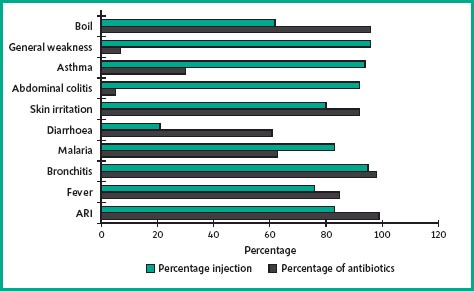 Boil
General weakness
Asthma
Abdominal colitis
Skin irritation
Diarrhoea
Malaria
Bronchitis
Fever
ARI
0 20 40 60 80 100 120
Percentage
Percentage injection Percentage of antibiotics